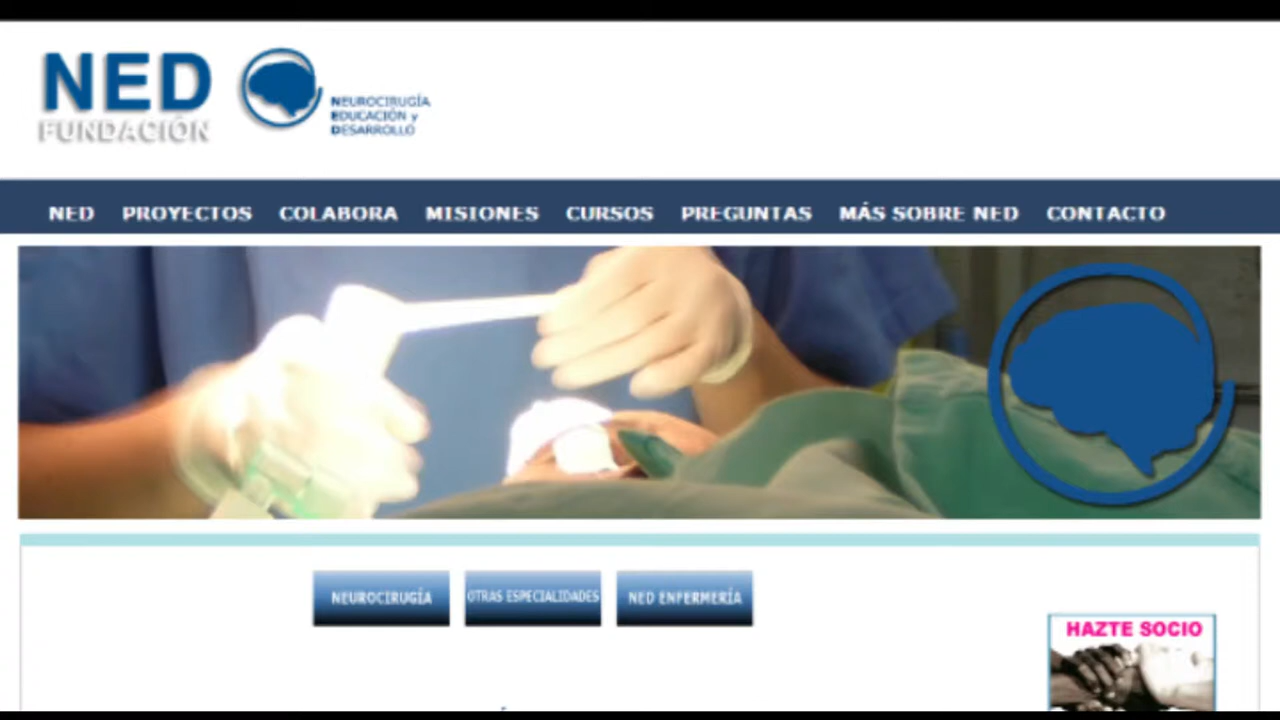 NED
FUNDACIÓN
NEUROCIRUGÍA
EDUCACIÓN y
DESARROLLO
NED PROYECTOS COLABORA MISIONES CURSOS PREGUNTAS MÁS SOBRE NED CONTACTO
NEUROCIRUGÍA OTRAS ESPECIALIDADES NED ENFERMERÍA
HAZTE SOCIO